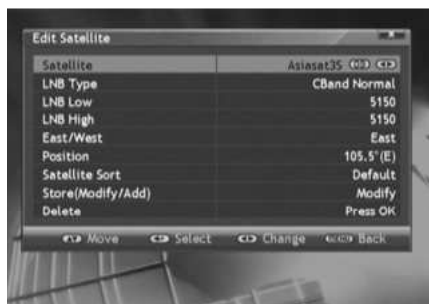 Edit Satellite
Satellite Asiasat3S
LNB Type CBand Normal
LNB Low 5150
LNB High 5150
East/West East
Position 105.5°(E)
Satellite Sort Default
Store(Modify/Add) Modify
Delete Press OK
Move Select Change Back